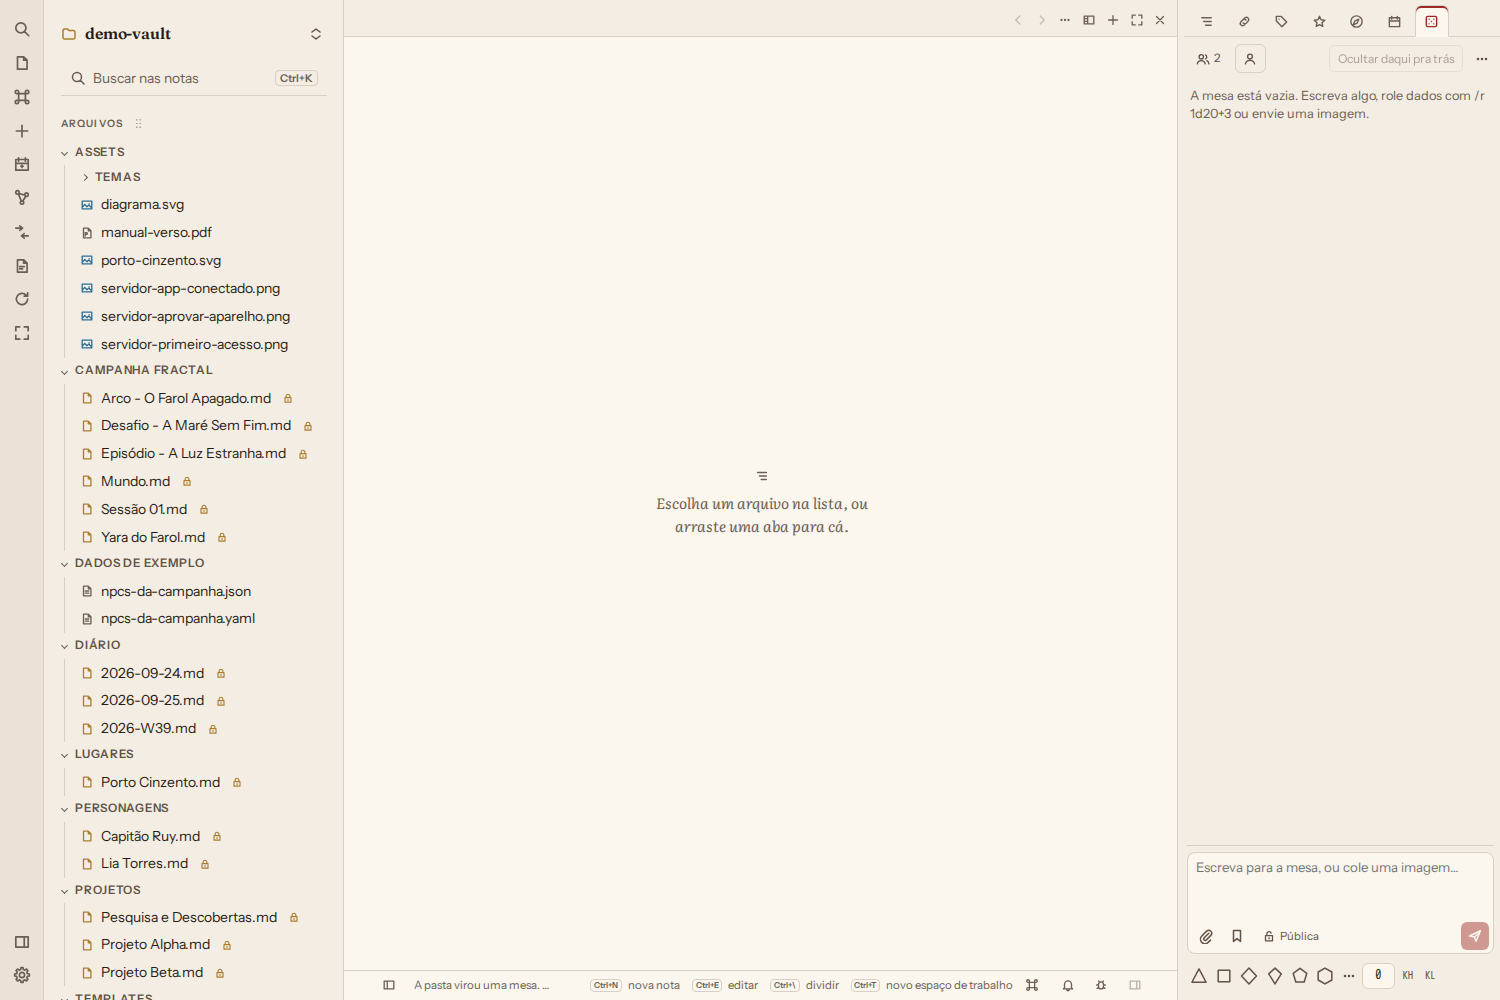 demo-vault
Buscar nas notas
Ctrl+K
ARQUIVOS
ASSETS
TEMAS
diagrama.svg
manual-verso.pdf
porto-cinzento.svg
servidor-app-conectado.png
servidor-aprovar-aparelho.png
servidor-primeiro-acesso.png
CAMPANHA FRACTAL
Arco - O Farol Apagado.md
Desafio - A Maré Sem Fim.md
Episódio - A Luz Estranha.md
Mundo.md
Sessão 01.md
Yara do Farol.md
DADOS DE EXEMPLO
npcs-da-campanha.json
npcs-da-campanha.yaml
DIÁRIO
2026-09-24.md
2026-09-25.md
2026-W39.md
LUGARES
Porto Cinzento.md
PERSONAGENS
Capitão Ruy.md
Lia Torres.md
PROJETOS
Pesquisa e Descobertas.md
Projeto Alpha.md
Projeto Beta.md
TEMPLATES
Escolha um arquivo na lista, ou
arraste uma aba para cá.
A pasta virou uma mesa. ...
Ctrl+N nova nota Ctrl+E editar Ctrl+\ dividir Ctrl+T novo espaço de trabalho
2
Ocultar daqui pra trás
A mesa está vazia. Escreva algo, role dados com /r
1d20+3 ou envie uma imagem.
Escreva para a mesa, ou cole uma imagem...
Pública
0 KH KL